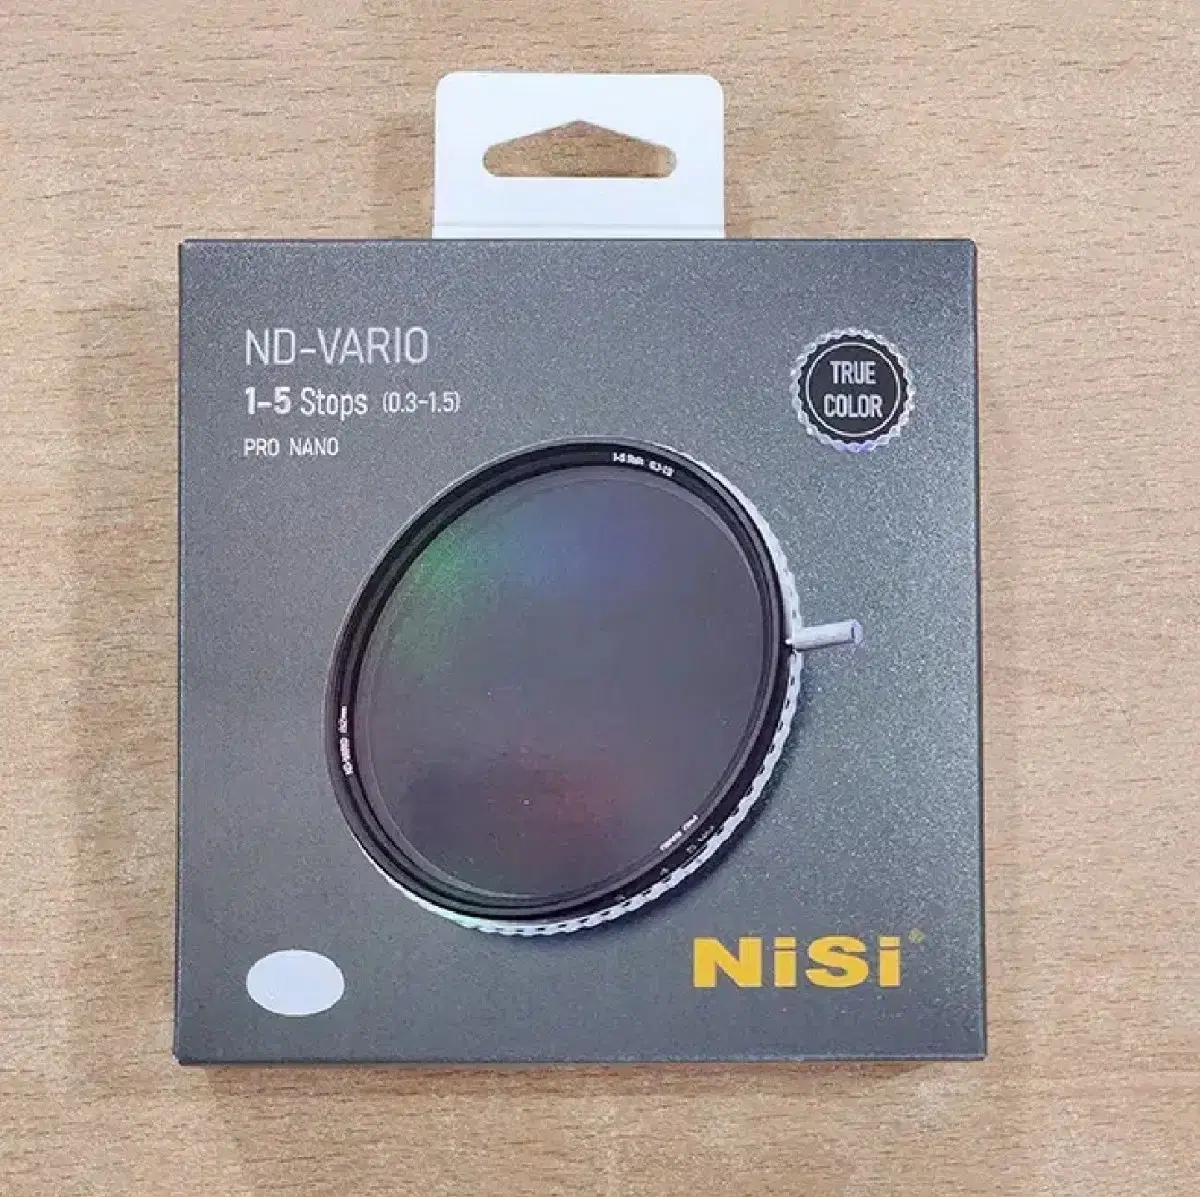 ND-VARIO
1-5 Stops (0.3-1.5)
PRO NANO
TRUE
COLOR
NiSi®